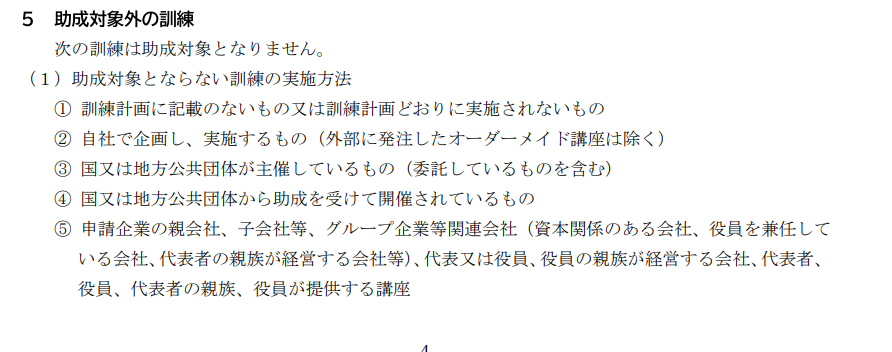 5 助成対象外の訓練
次の訓練は助成対象となりません。
（１）助成対象とならない訓練の実施方法
① 訓練計画に記載のないもの又は訓練計画どおりに実施されないもの
② 自社で企画し、実施するもの（外部に発注したオーダーメイド講座は除く）
③ 国又は地方公共団体が主催しているもの（委託しているものを含む）
④ 国又は地方公共団体から助成を受けて開催されているもの
⑤ 申請企業の親会社、子会社等、グループ企業等関連会社（資本関係のある会社、役員を兼任して
いる会社、代表者の親族が経営する会社等）、代表又は役員、役員の親族が経営する会社、代表者、
役員、代表者の親族、役員が提供する講座
4